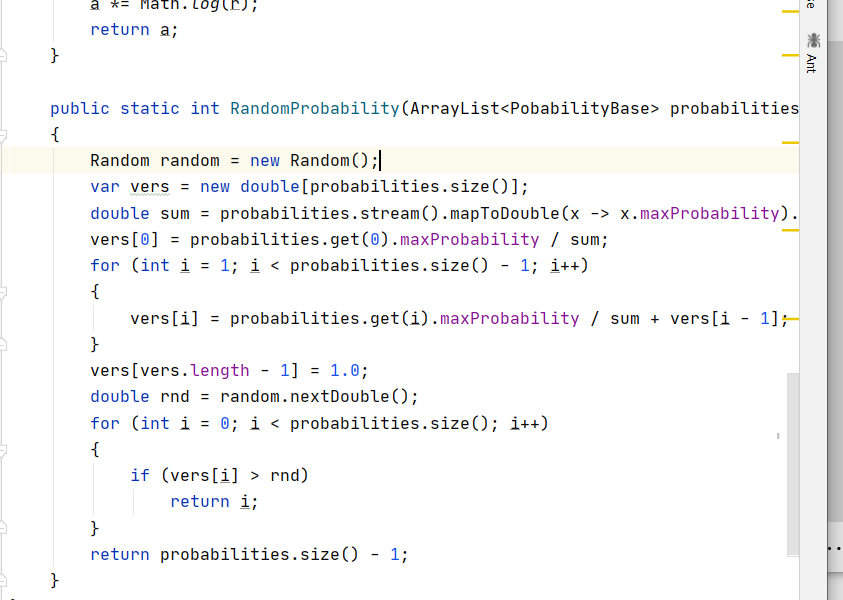 a *= Math.log(r);
return a;
}
public static int RandomProbability(ArrayList<PobabilityBase> probabilities
{
Random random = new Random();
var vers = new double[probabilities.size()];
double sum = probabilities.stream().mapToDouble(x -> x.maxProbability).
vers[0] = probabilities.get(0).maxProbability / sum;
for (int i = 1; i < probabilities.size() - 1; i++)
{
vers[i] = probabilities.get(i).maxProbability / sum + vers[i - 1];
}
vers[vers.length - 1] = 1.0;
double rnd = random.nextDouble();
for (int i = 0; i < probabilities.size(); i++)
{
if (vers[i] > rnd)
return i;
}
return probabilities.size() - 1;
}
Ant